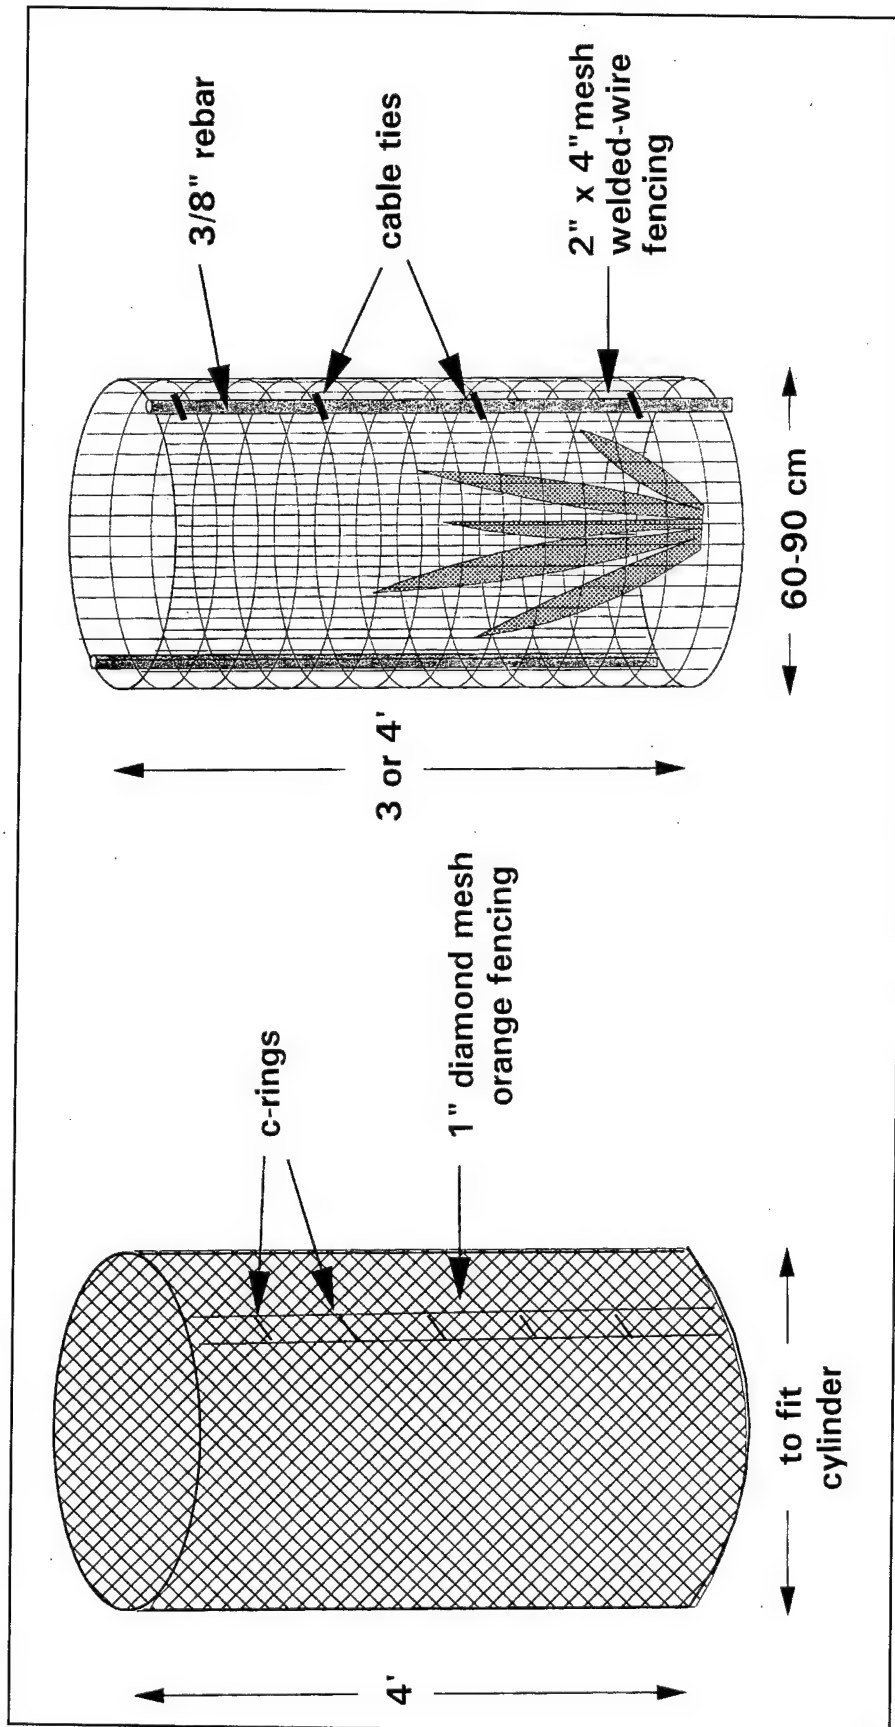 4'
to fit
cylinder
c-rings
1" diamond mesh
orange fencing
3 or 4'
60-90 cm
3/8" rebar
cable ties
2" x 4"mesh
welded-wire
fencing